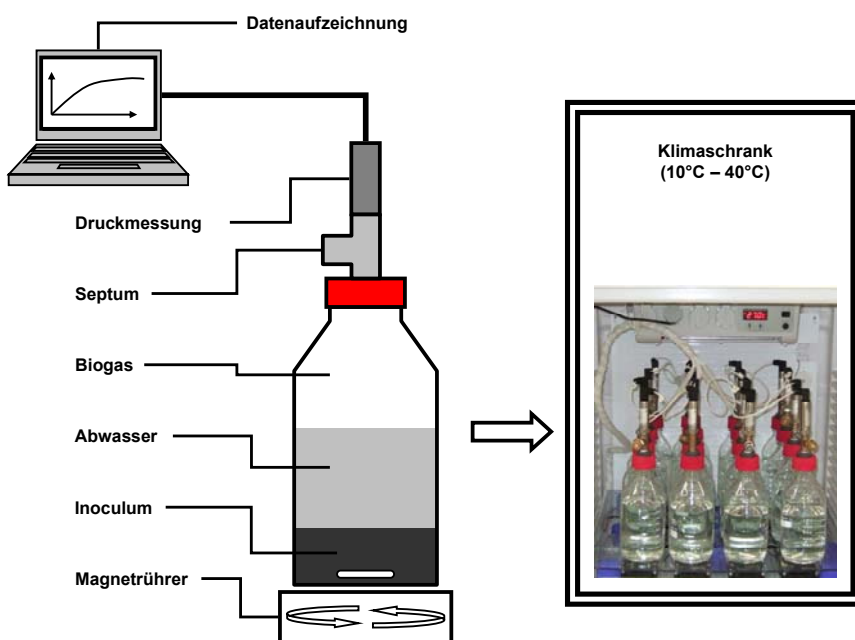 Datenaufzeichnung
Druckmessung
Septum
Biogas
Abwasser
Inoculum
Magnetrührer
Klimaschrank
(10°C – 40°C)